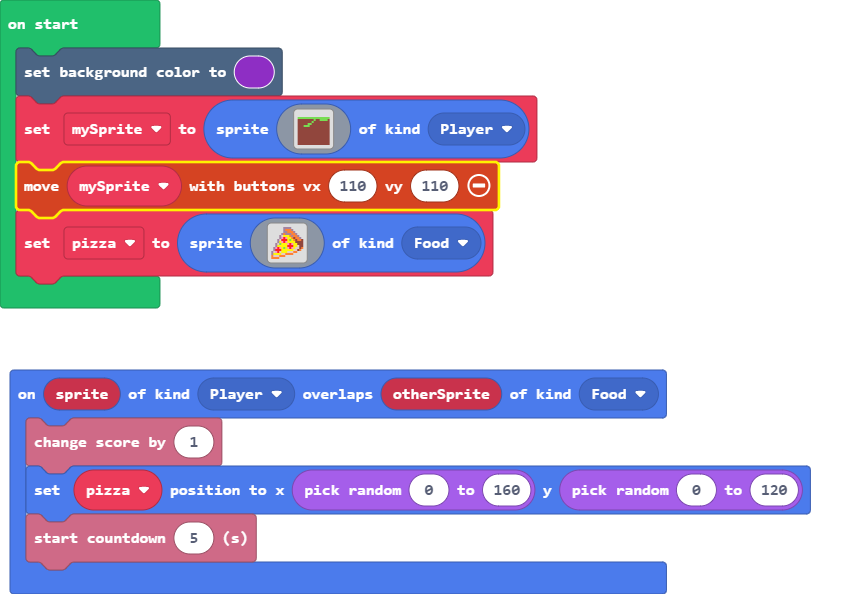 on start
set background color to
set mySprite to sprite of kind Player
move mySprite with buttons vx 110 vy 110
set pizza to sprite of kind Food
on sprite of kind Player overlaps otherSprite of kind Food
change score by 1
set pizza position to x pick random 0 to 160 y pick random 0 to 120
start countdown 5 (s)